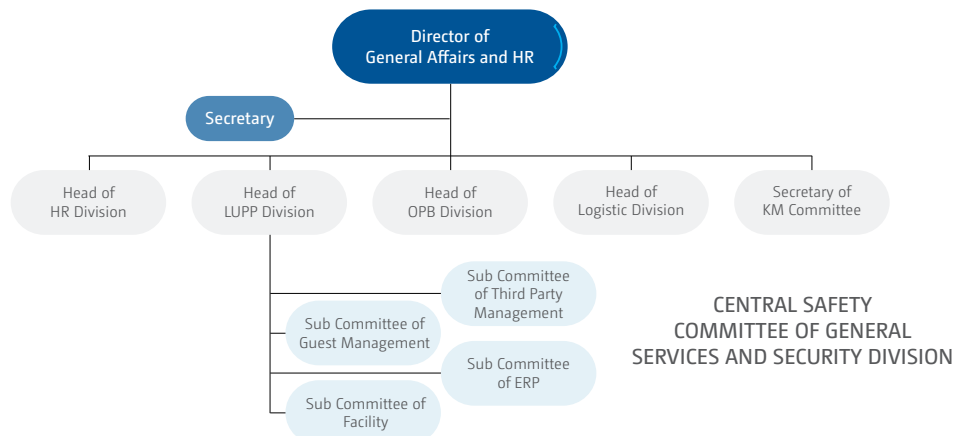 Director of
General Affairs and HR
Secretary
Head of
HR Division
Head of
LUPP Division
Head of
OPB Division
Head of
Logistic Division
Secretary of
KM Committee
Sub Committee
of Third Party
Management
Sub Committee of
Guest Management
Sub Committee
of ERP
Sub Committee of
Facility
CENTRAL SAFETY
COMMITTEE OF GENERAL
SERVICES AND SECURITY DIVISION